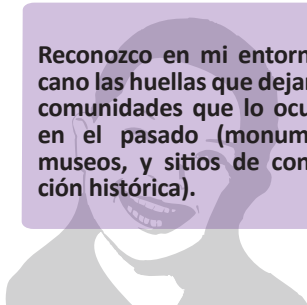 Reconozco en mi entorn
cano las huellas que deja
comunidades que lo ocu
en el pasado (monum
museos, y sitios de con
ción histórica).